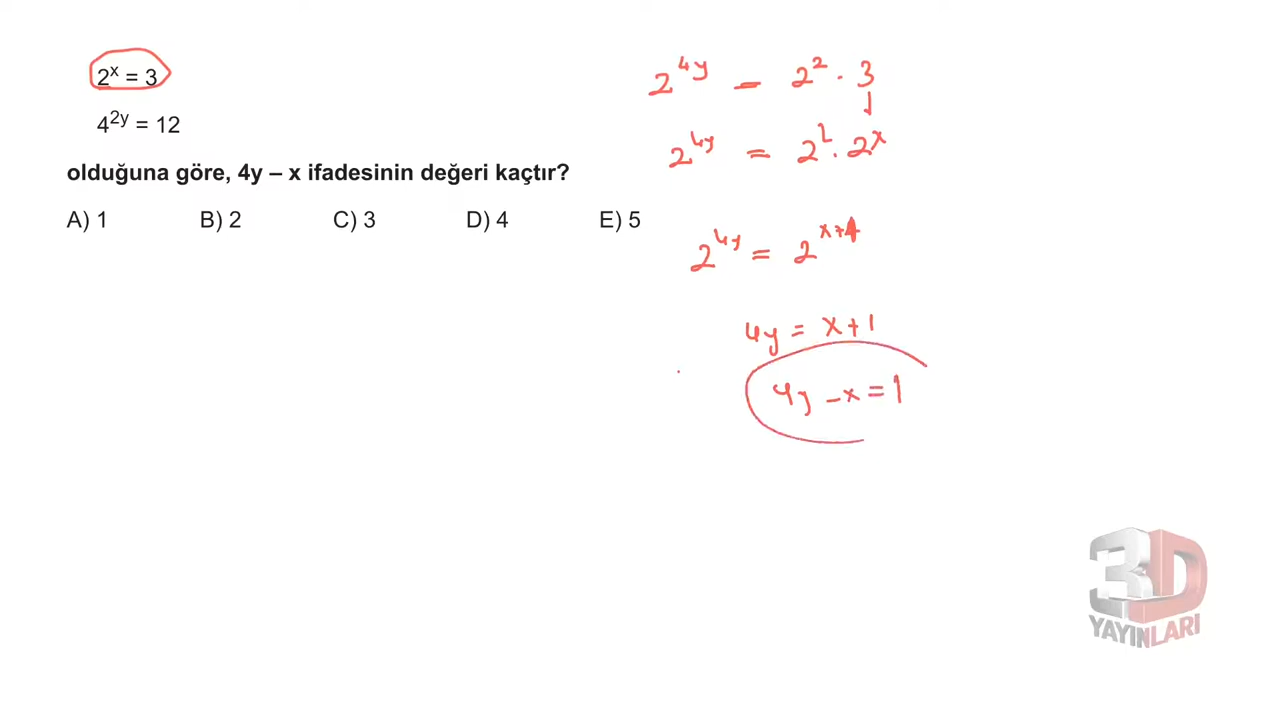 2^x = 3
4^2y = 12
olduğuna göre, 4y – x ifadesinin değeri kaçtır?
A) 1 B) 2 C) 3 D) 4 E) 5
2^4y = 2^2 · 3
↓
2^4y = 2^2 · 2^x
2^4y = 2^x+1
4y = x+1
4y – x = 1
3D
YAYINLARI